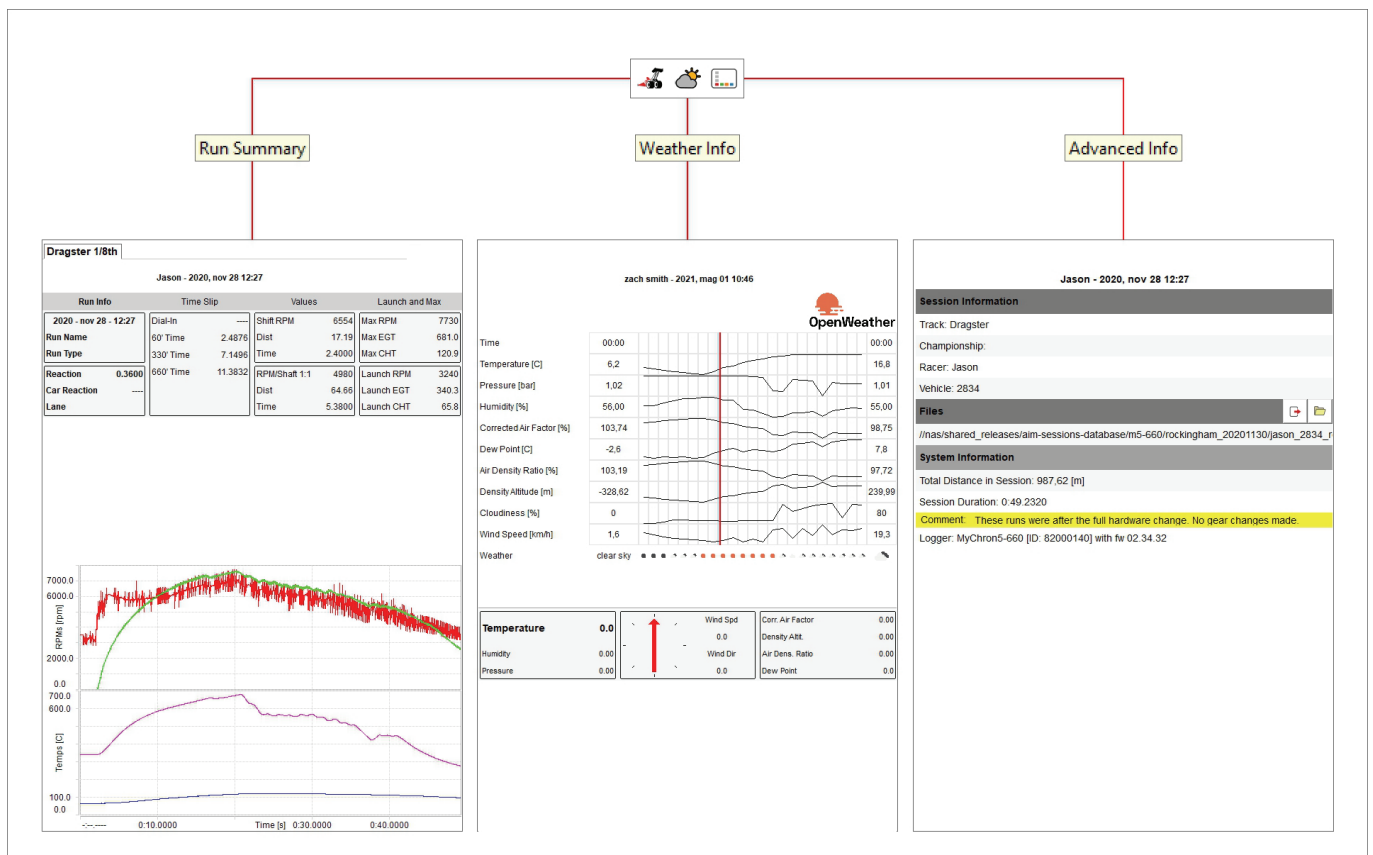 Run Summary
Weather Info
Advanced Info
Dragster 1/8th
Jason - 2020, nov 28 12:27
Run Info Time Slip Values Launch and Max
2020 - nov 28 - 12:27 Dial-In ---- Shift RPM 6554 Max RPM 7730
Run Name 60' Time 2.4876 Dist 17.19 Max EGT 681.0
Run Type 330' Time 7.1496 Time 2.4000 Max CHT 120.9
Reaction 0.3600 660' Time 11.3832 RPM/Shaft 1:1 4980 Launch RPM 3240
Car Reaction ---- Dist 64.66 Launch EGT 340.3
Lane Time 5.3800 Launch CHT 65.8
7000.0
6000.0
RPMs [rpm]
2000.0
0.0
700.0
600.0
Temps [C]
100.0
0.0
-:--.---- 0:10.0000 Time [s] 0:30.0000 0:40.0000
zach smith - 2021, mag 01 10:46
OpenWeather
Time 00:00 00:00
Temperature [C] 6,2 16,8
Pressure [bar] 1,02 1,01
Humidity [%] 56,00 55,00
Corrected Air Factor [%] 103,74 98,75
Dew Point [C] -2,6 7,8
Air Density Ratio [%] 103,19 97,72
Density Altitude [m] -328,62 239,99
Cloudiness [%] 0 80
Wind Speed [km/h] 1,6 19,3
Weather clear sky
Temperature 0.0 Wind Spd Corr. Air Factor 0.00
0.0 Density Altit. 0.00
Humidity 0.00 Wind Dir Air Dens. Ratio 0.00
Pressure 0.00 0.0 Dew Point 0.0
Jason - 2020, nov 28 12:27
Session Information
Track: Dragster
Championship:
Racer: Jason
Vehicle: 2834
Files
//nas/shared_releases/aim-sessions-database/m5-660/rockingham_20201130/jason_2834_r
System Information
Total Distance in Session: 987,62 [m]
Session Duration: 0:49.2320
Comment: These runs were after the full hardware change. No gear changes made.
Logger: MyChron5-660 [ID: 82000140] with fw 02.34.32